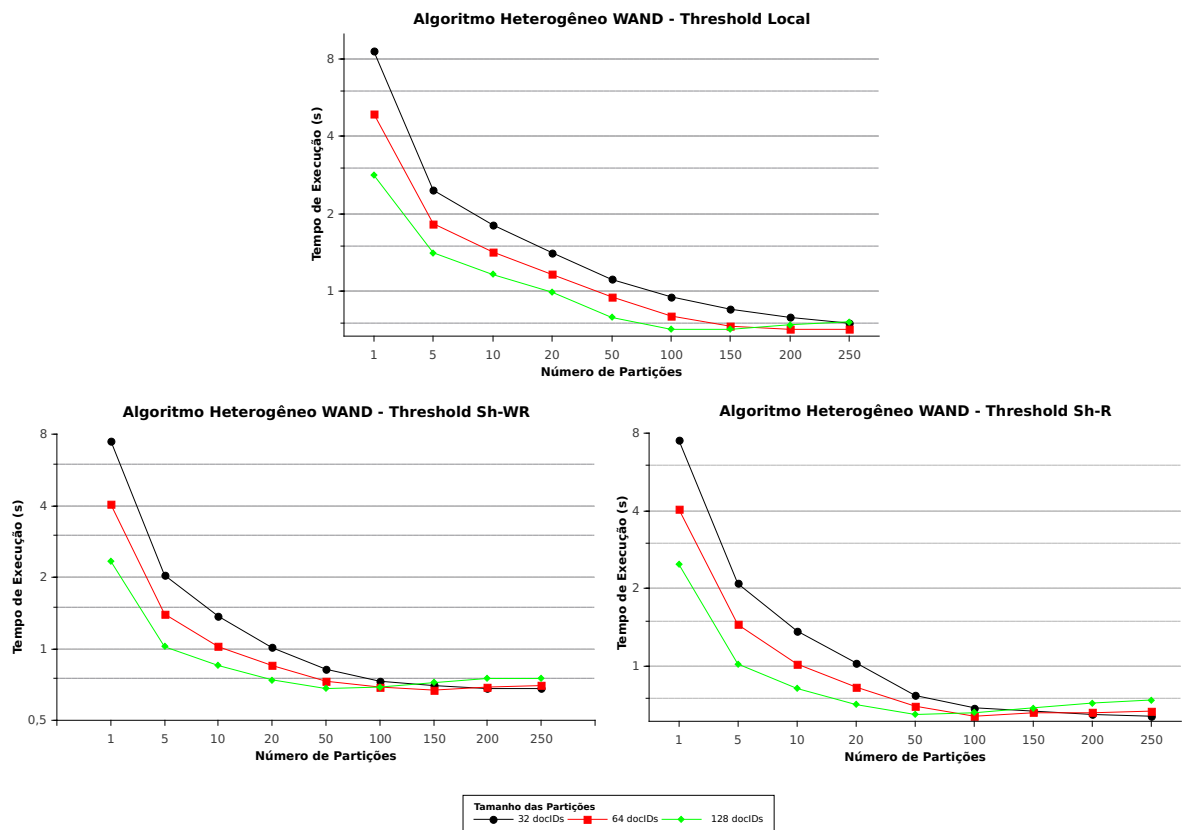 Algoritmo Heterogêneo WAND - Threshold Local
Tempo de Execução (s)
8
4
2
1
1 5 10 20 50 100 150 200 250
Número de Partições
Algoritmo Heterogêneo WAND - Threshold Sh-WR
Tempo de Execução (s)
8
4
2
1
0.5
1 5 10 20 50 100 150 200 250
Número de Partições
Algoritmo Heterogêneo WAND - Threshold Sh-R
Tempo de Execução (s)
8
4
2
1
1 5 10 20 50 100 150 200 250
Número de Partições
Tamanho das Partições
32 docIDs 64 docIDs 128 docIDs